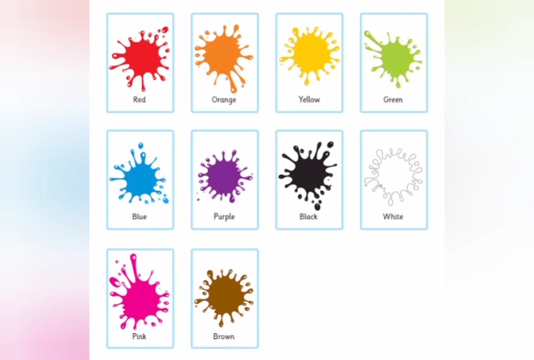 Red
Orange
Yellow
Green
Blue
Purple
Black
White
Pink
Brown